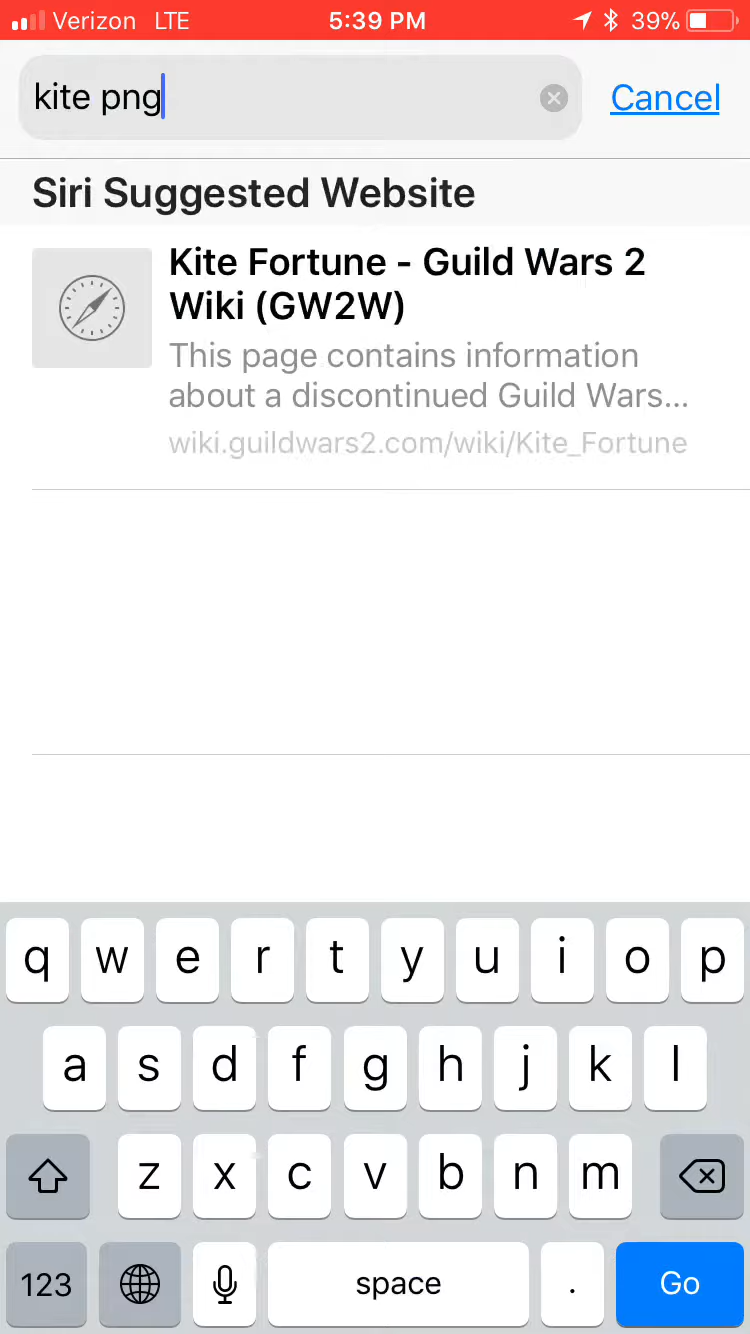 Verizon LTE 5:39 PM 39%
kite png Cancel
Siri Suggested Website
Kite Fortune - Guild Wars 2
Wiki (GW2W)
This page contains information
about a discontinued Guild Wars...
wiki.guildwars2.com/wiki/Kite_Fortune
q w e r t y u i o p
a s d f g h j k l
z x c v b n m
123 space . Go